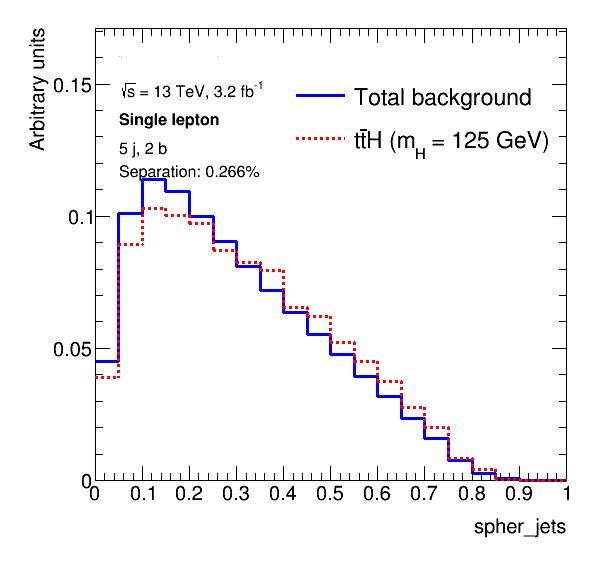 Arbitrary units
√s = 13 TeV, 3.2 fb⁻¹
Single lepton
5 j, 2 b
Separation: 0.266%
Total background
tt̄H (m_H = 125 GeV)
0.15
0.1
0.05
0
0 0.1 0.2 0.3 0.4 0.5 0.6 0.7 0.8 0.9 1
spher_jets